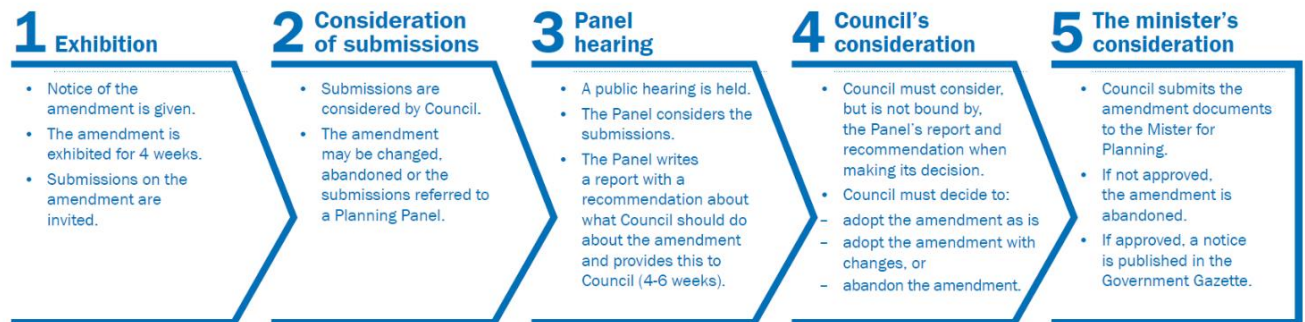 1 Exhibition
• Notice of the
amendment is given.
• The amendment is
exhibited for 4 weeks.
• Submissions on the
amendment are
invited.
2 Consideration
of submissions
• Submissions are
considered by Council.
• The amendment
may be changed,
abandoned or the
submissions referred to
a Planning Panel.
3 Panel
hearing
• A public hearing is held.
• The Panel considers the
submissions.
• The Panel writes
a report with a
recommendation about
what Council should do
about the amendment
and provides this to
Council (4-6 weeks).
4 Council's
consideration
• Council must consider,
but is not bound by,
the Panel's report and
recommendation when
making its decision.
• Council must decide to:
– adopt the amendment as is
– adopt the amendment with
changes, or
– abandon the amendment.
5 The minister's
consideration
• Council submits the
amendment documents
to the Mister for
Planning.
• If not approved,
the amendment is
abandoned.
• If approved, a notice
is published in the
Government Gazette.